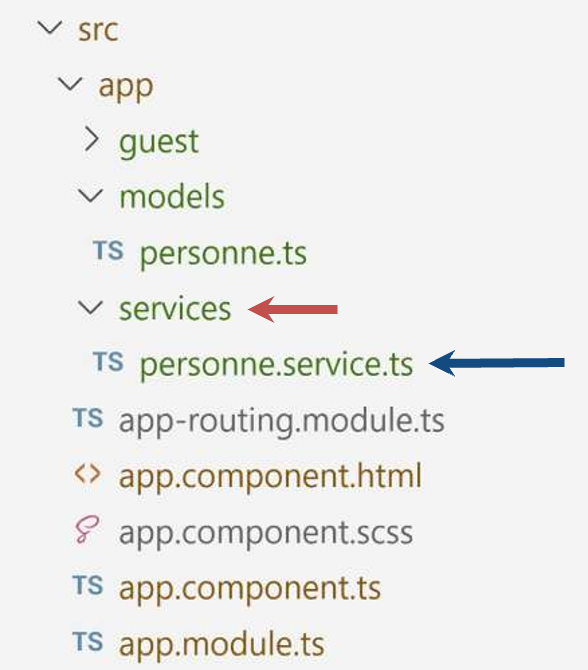 src
app
guest
models
TS personne.ts
services
TS personne.service.ts
TS app-routing.module.ts
<> app.component.html
app.component.scss
TS app.component.ts
TS app.module.ts